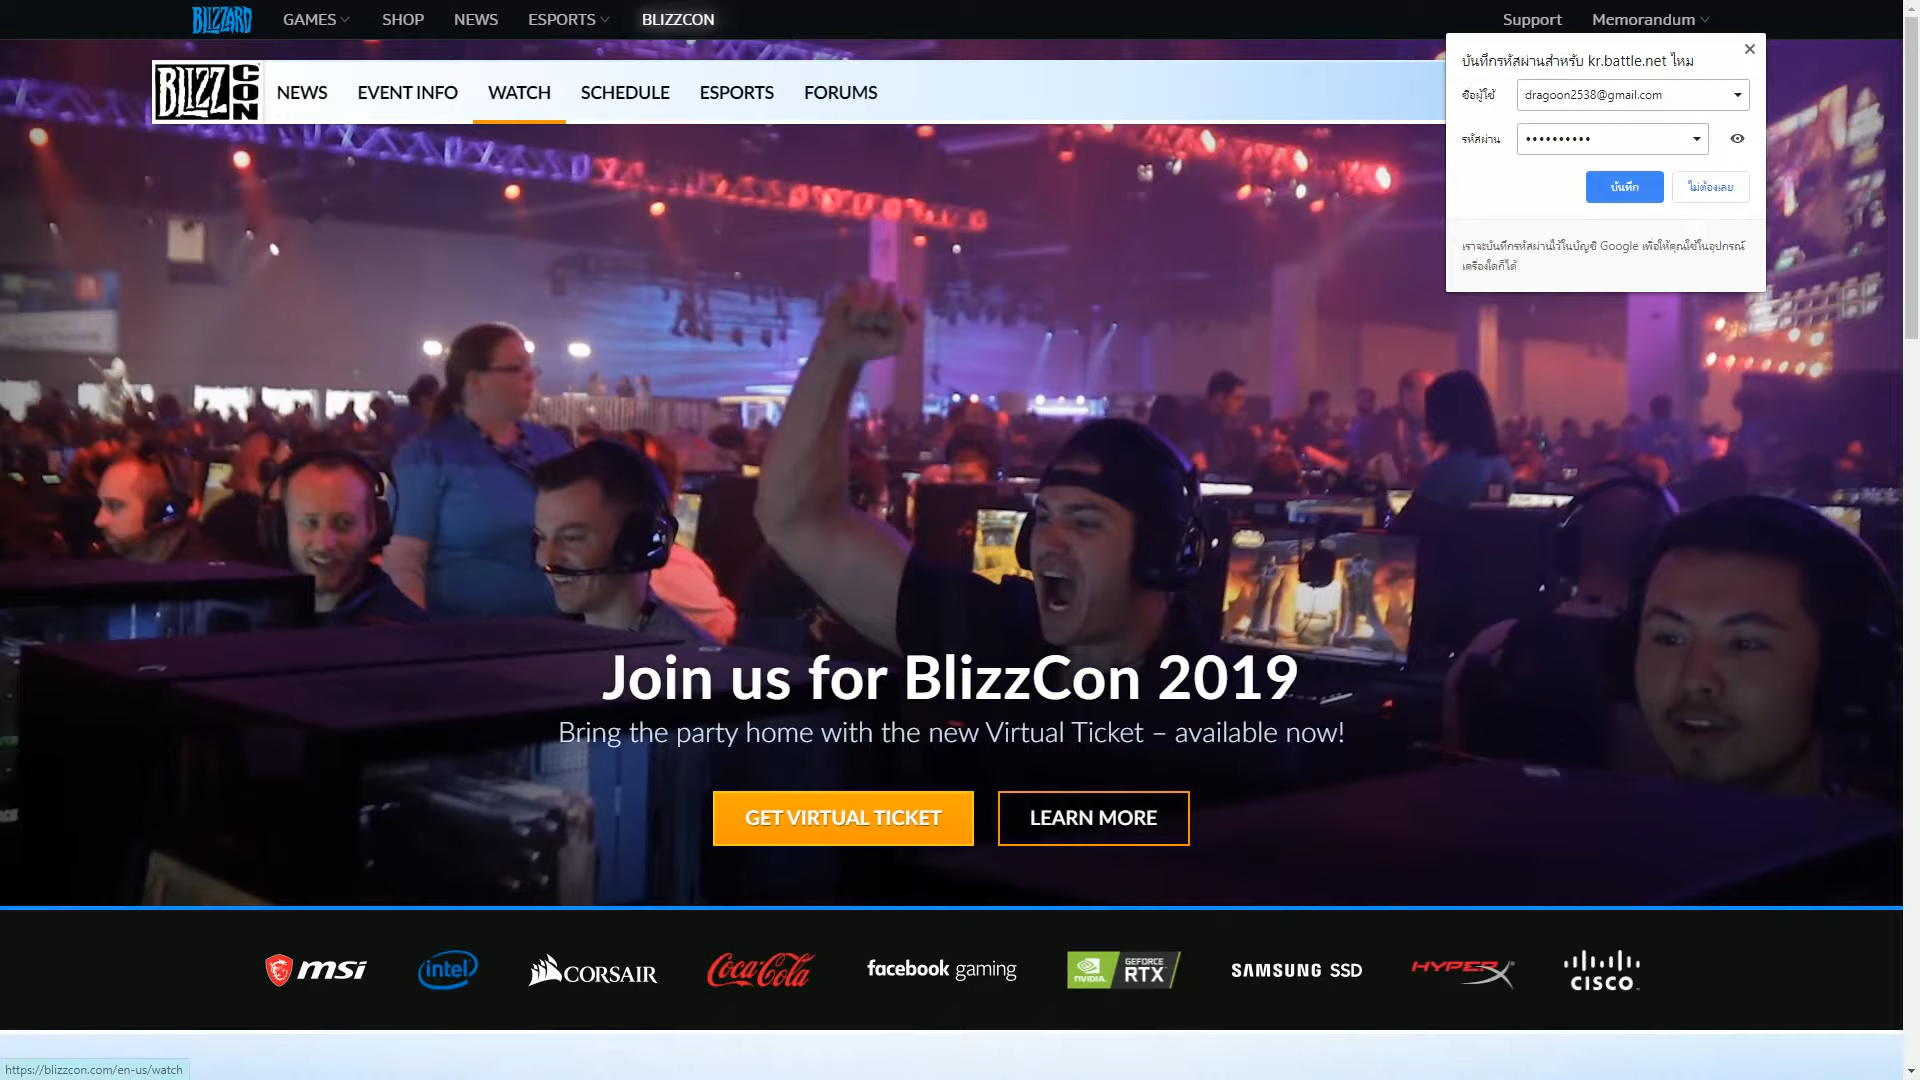 BLIZZARD GAMES SHOP NEWS ESPORTS BLIZZCON Support Memorandum
BLIZZ CON NEWS EVENT INFO WATCH SCHEDULE ESPORTS FORUMS
บันทึกรหัสผ่านสำหรับ kr.battle.net ไหม
ชื่อผู้ใช้ dragoon2538@gmail.com
รหัสผ่าน ••••••••••
บันทึก ไม่ต้องเลย
เราจะบันทึกรหัสผ่านไว้ในบัญชี Google เพื่อให้คุณใช้ในอุปกรณ์
เครื่องใดก็ได้
Join us for BlizzCon 2019
Bring the party home with the new Virtual Ticket – available now!
GET VIRTUAL TICKET LEARN MORE
msi intel CORSAIR Coca-Cola facebook gaming NVIDIA GEFORCE RTX SAMSUNG SSD HYPERX CISCO
https://blizzcon.com/en-us/watch